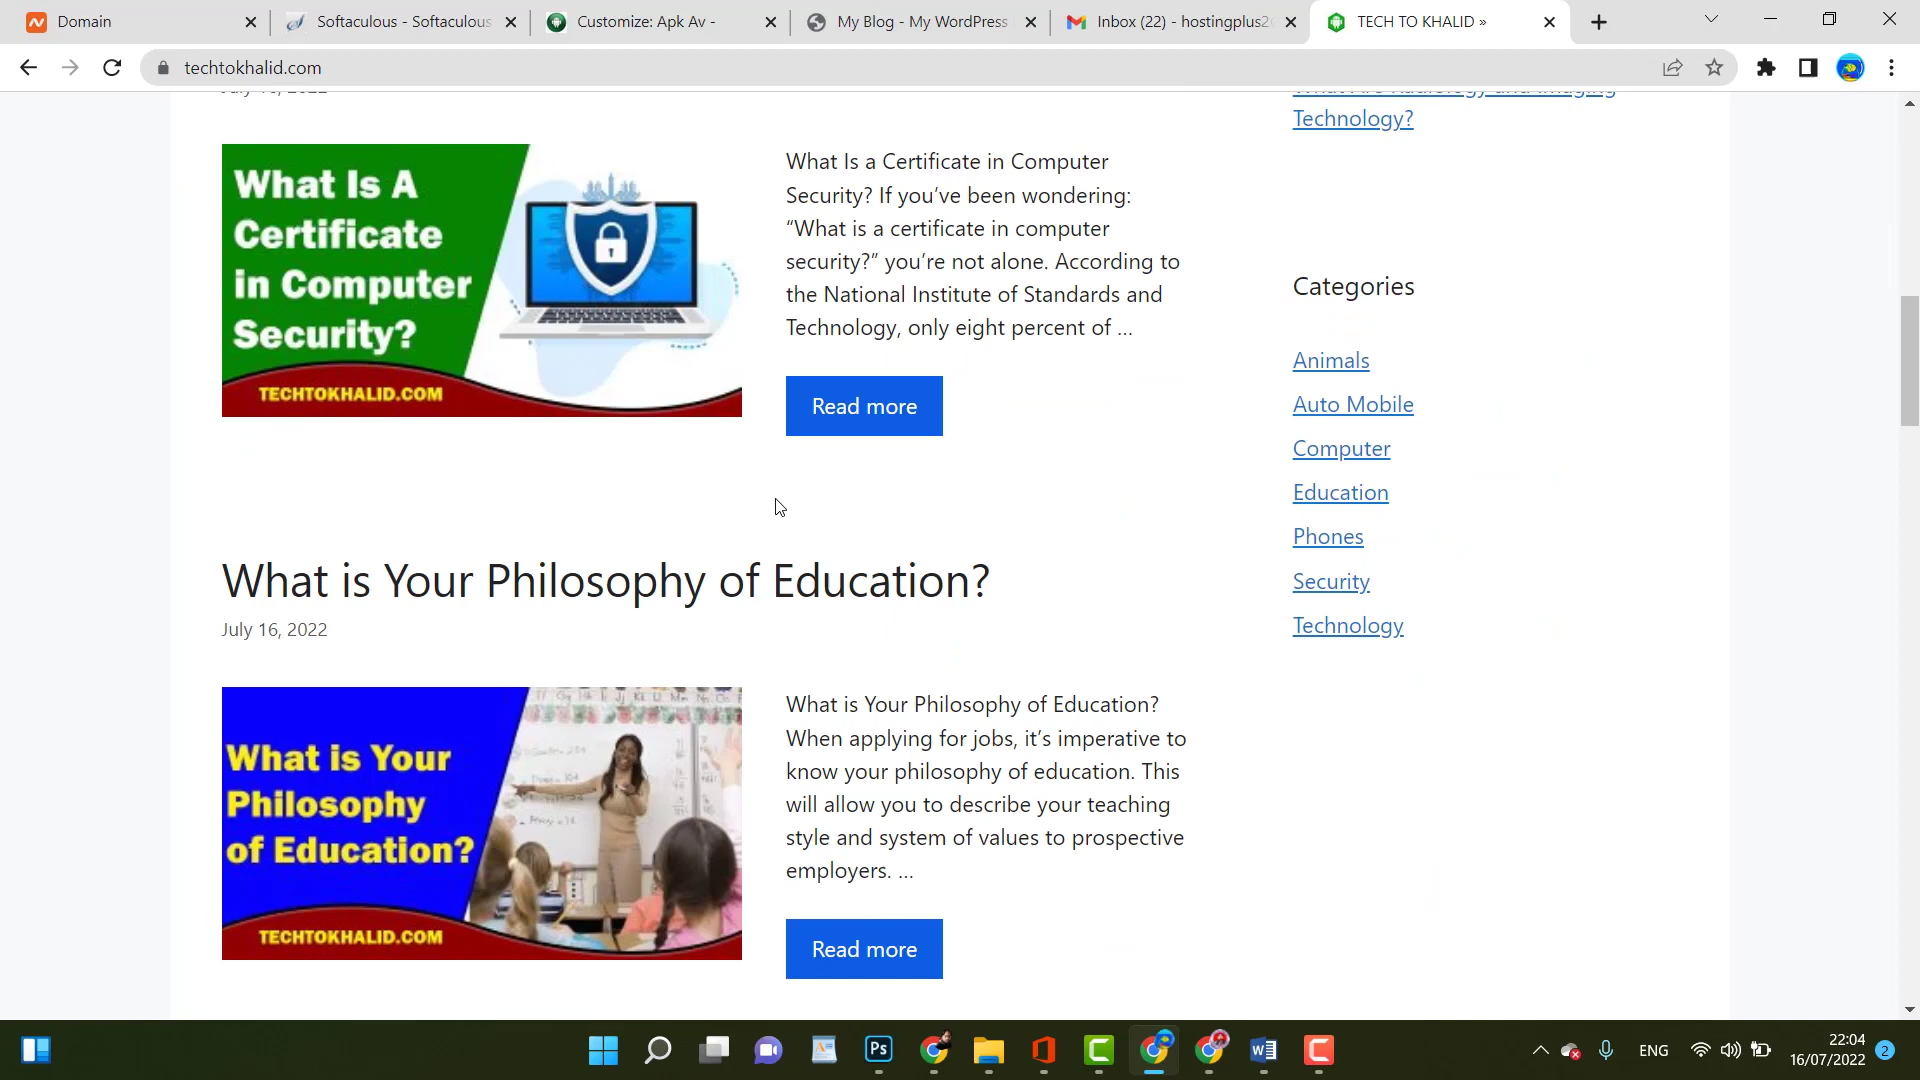 Domain
Softaculous - Softaculous
Customize: Apk Av -
My Blog - My WordPress
Inbox (22) - hostingplus2
TECH TO KHALID »
techtokhalid.com
What Are Radiology and Imaging
Technology?
What Is A
Certificate
in Computer
Security?
TECHTOKHALID.COM
What Is a Certificate in Computer
Security? If you’ve been wondering:
“What is a certificate in computer
security?” you’re not alone. According to
the National Institute of Standards and
Technology, only eight percent of …
Read more
Categories
Animals
Auto Mobile
Computer
Education
Phones
Security
Technology
What is Your Philosophy of Education?
July 16, 2022
What is Your
Philosophy
of Education?
TECHTOKHALID.COM
What is Your Philosophy of Education?
When applying for jobs, it’s imperative to
know your philosophy of education. This
will allow you to describe your teaching
style and system of values to prospective
employers. …
Read more
Ps
ENG
22:04
16/07/2022
2